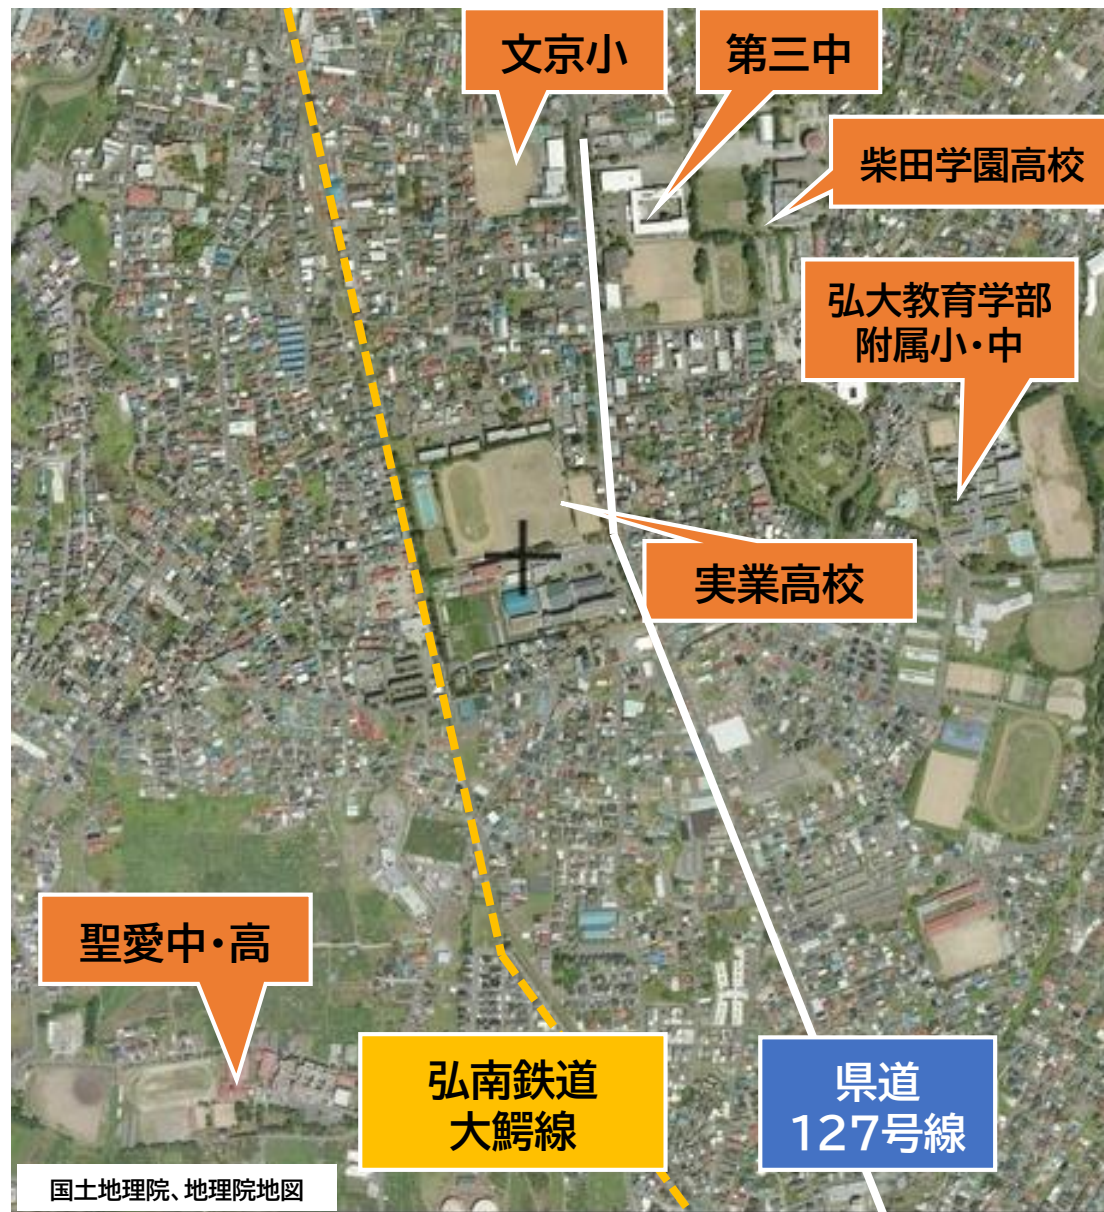 文京小
第三中
柴田学園高校
弘大教育学部
附属小・中
実業高校
聖愛中・高
弘南鉄道
大鰐線
県道
127号線
国土地理院、地理院地図